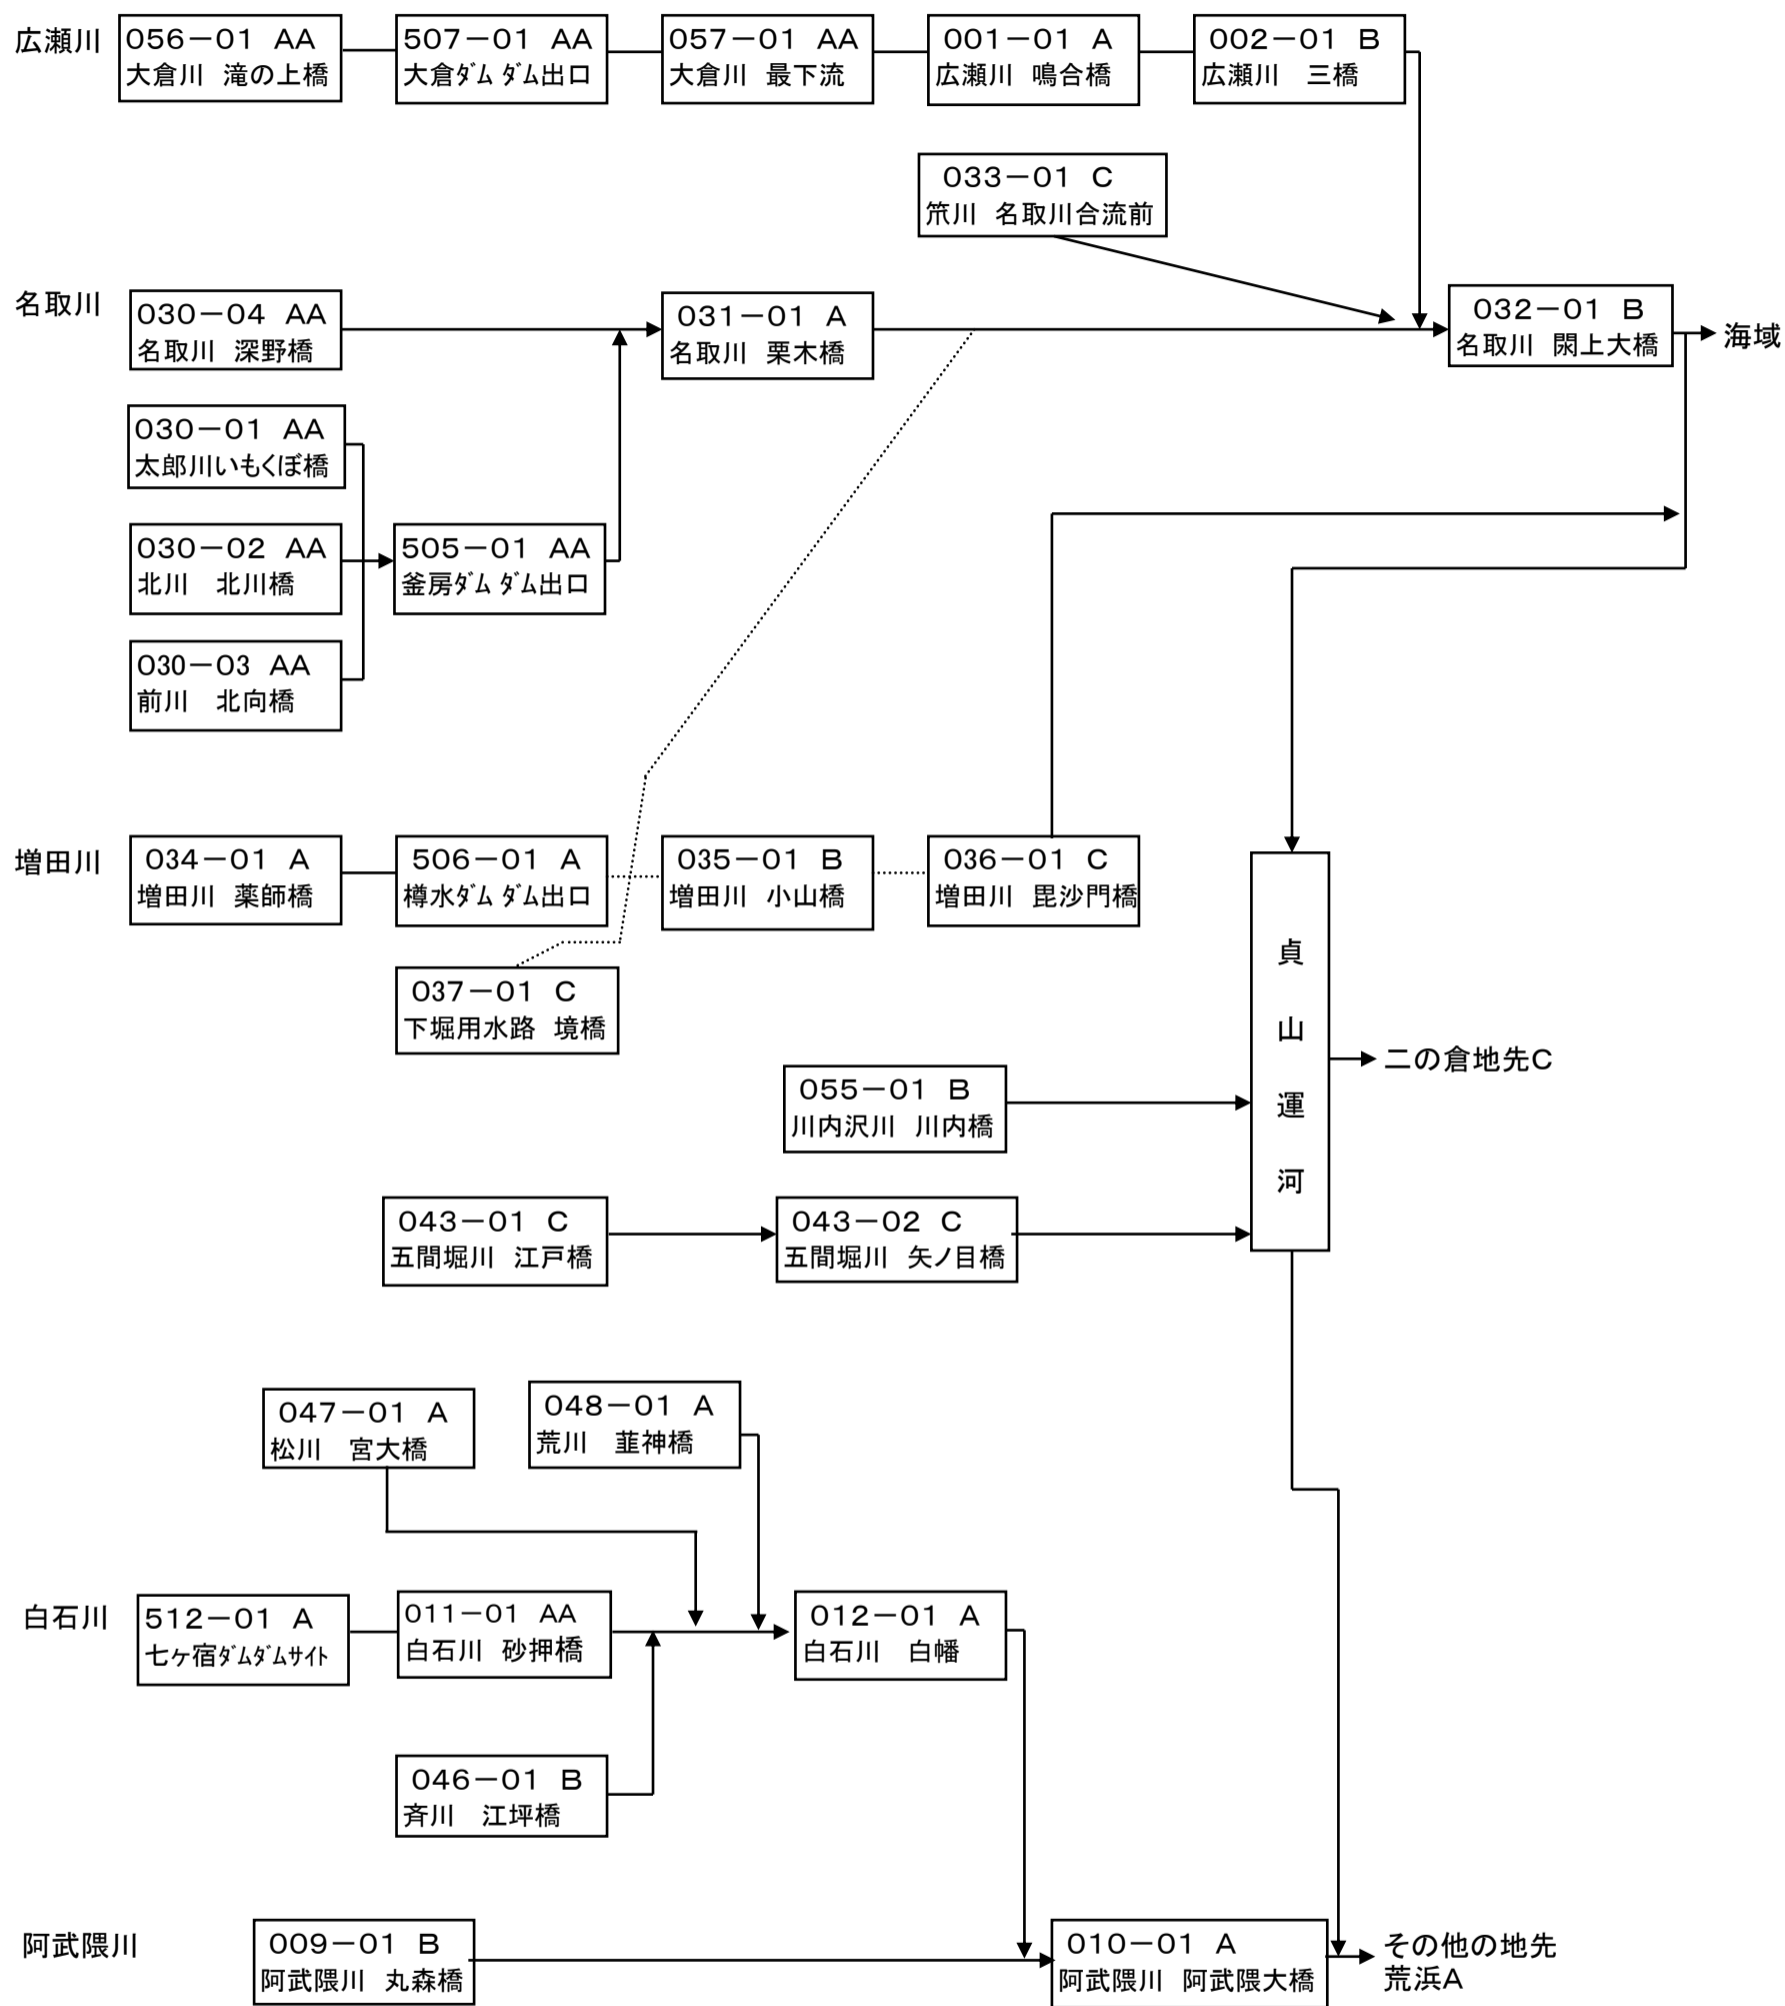 広瀬川
056－01 AA
大倉川 滝の上橋
507－01 AA
大倉ﾀﾞﾑ ﾀﾞﾑ出口
057－01 AA
大倉川 最下流
001－01 A
広瀬川 鳴合橋
002－01 B
広瀬川 三橋
033－01 C
笊川 名取川合流前
名取川
030－04 AA
名取川 深野橋
031－01 A
名取川 栗木橋
032－01 B
名取川 閖上大橋
海域
030－01 AA
太郎川いもくぼ橋
030－02 AA
北川 北川橋
505－01 AA
釜房ﾀﾞﾑ ﾀﾞﾑ出口
030－03 AA
前川 北向橋
増田川
034－01 A
増田川 薬師橋
506－01 A
樽水ﾀﾞﾑ ﾀﾞﾑ出口
035－01 B
増田川 小山橋
036－01 C
増田川 毘沙門橋
037－01 C
下堀用水路 境橋
貞
山
運
河
二の倉地先C
055－01 B
川内沢川 川内橋
043－01 C
五間堀川 江戸橋
043－02 C
五間堀川 矢ノ目橋
047－01 A
松川 宮大橋
048－01 A
荒川 韮神橋
白石川
512－01 A
七ヶ宿ﾀﾞﾑﾀﾞﾑｻｲﾄ
011－01 AA
白石川 砂押橋
012－01 A
白石川 白幡
046－01 B
斉川 江坪橋
阿武隈川
009－01 B
阿武隈川 丸森橋
010－01 A
阿武隈川 阿武隈大橋
その他の地先
荒浜A